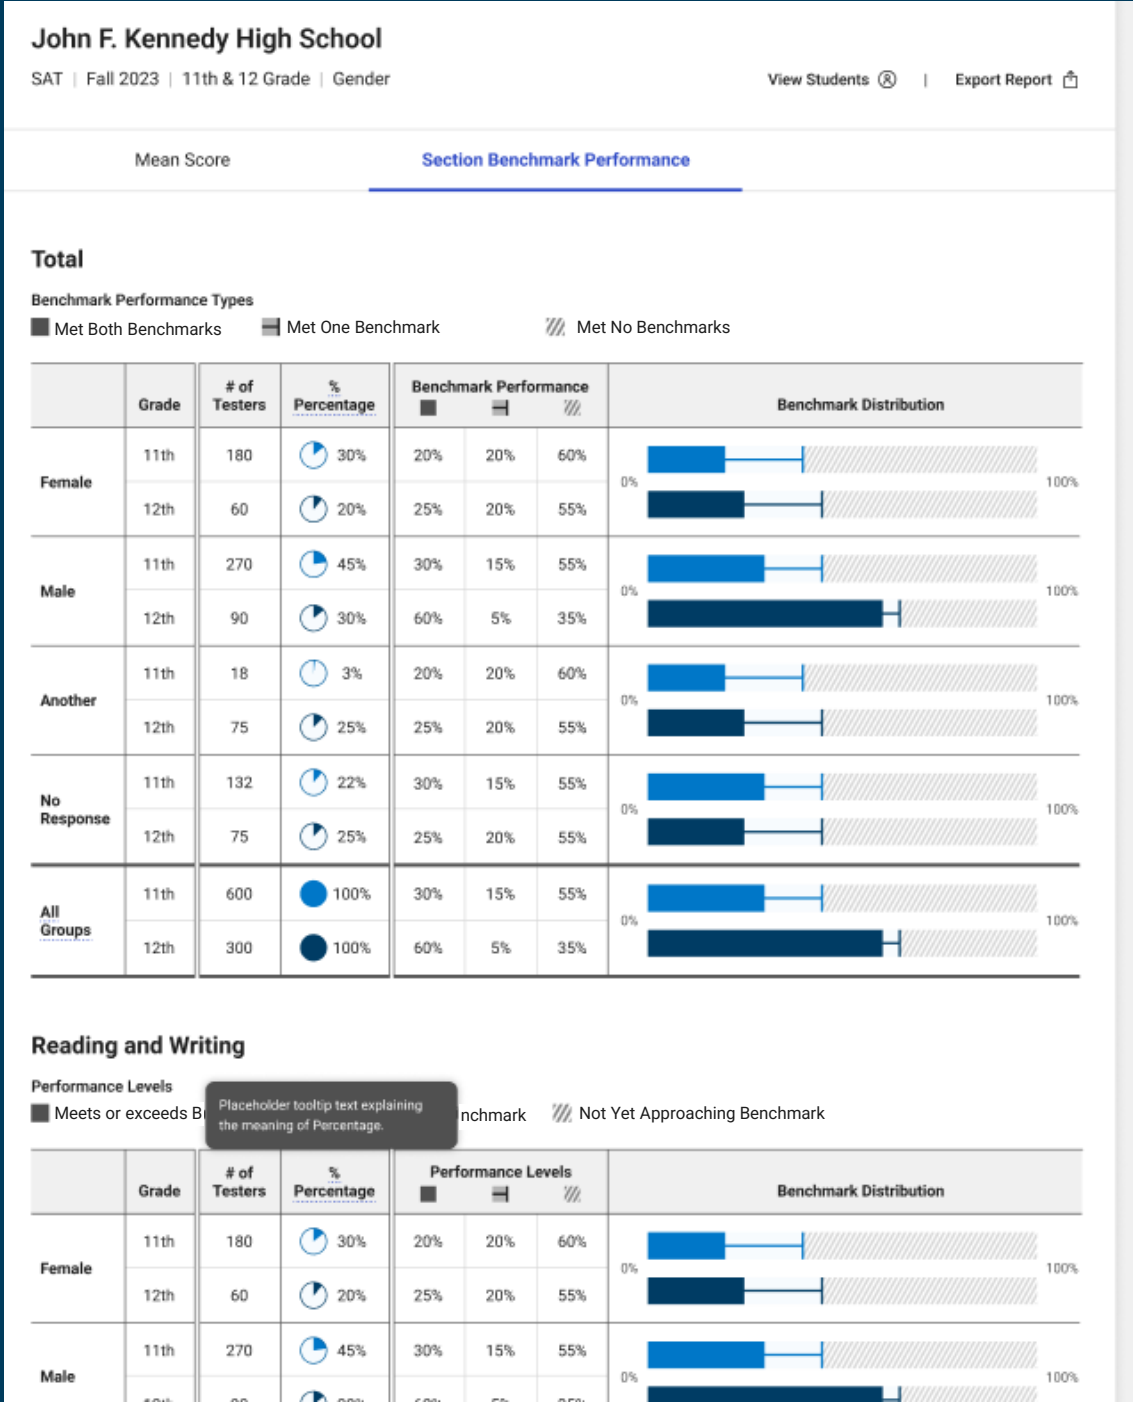 John F. Kennedy High School
SAT | Fall 2023 | 11th & 12 Grade | Gender
View Students | Export Report
Mean Score Section Benchmark Performance
Total
Benchmark Performance Types
Met Both Benchmarks Met One Benchmark Met No Benchmarks
Grade # of Testers % Percentage Benchmark Performance Benchmark Distribution
Female 11th 180 30% 20% 20% 60% 0% 100%
12th 60 20% 25% 20% 55%
Male 11th 270 45% 30% 15% 55% 0% 100%
12th 90 30% 60% 5% 35%
Another 11th 18 3% 20% 20% 60% 0% 100%
12th 75 25% 25% 20% 55%
No Response 11th 132 22% 30% 15% 55% 0% 100%
12th 75 25% 25% 20% 55%
All Groups 11th 600 100% 30% 15% 55% 0% 100%
12th 300 100% 60% 5% 35%
Reading and Writing
Performance Levels
Placeholder tooltip text explaining
the meaning of Percentage.
Meets or exceeds B nchmark Not Yet Approaching Benchmark
Grade # of Testers % Percentage Performance Levels Benchmark Distribution
Female 11th 180 30% 20% 20% 60% 0% 100%
12th 60 20% 25% 20% 55%
Male 11th 270 45% 30% 15% 55% 0% 100%